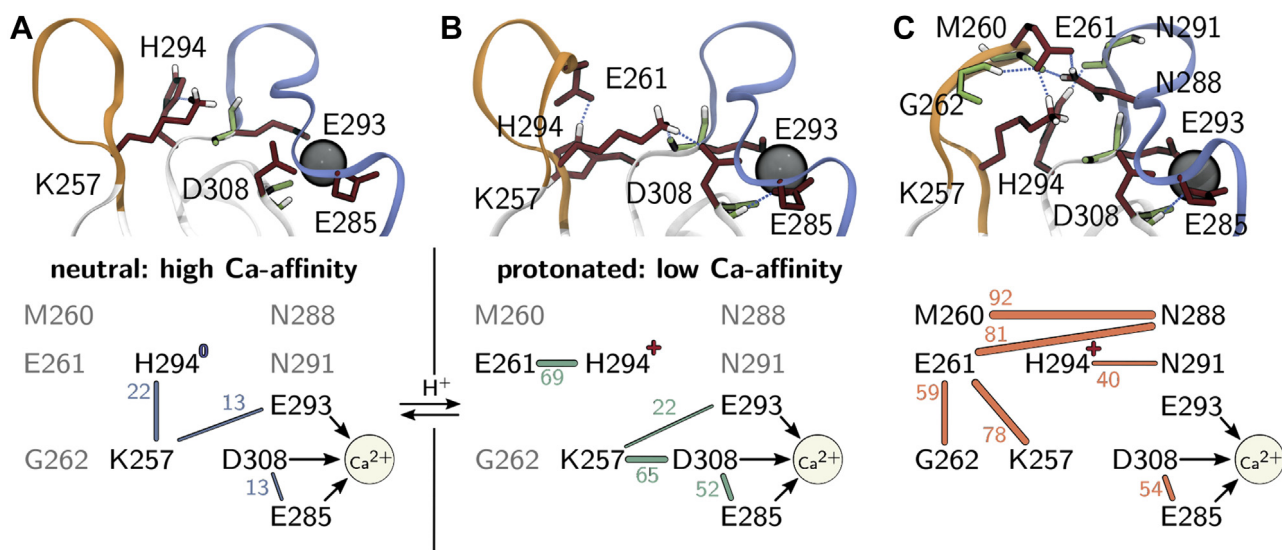 A
H294
K257
D308
E293
E285
B
E261
H294
K257
D308
E293
E285
C
M260
E261
N291
G262
N288
E293
K257
H294
D308
E285
neutral: high Ca-affinity
M260
N288
E261
H294⁰
N291
22
13
E293
G262
K257
D308
Ca²⁺
13
E285
H⁺
protonated: low Ca-affinity
M260
N288
E261
H294⁺
N291
69
22
E293
G262
K257
D308
Ca²⁺
65
52
E285
92
M260
N288
81
E261
H294⁺
N291
59
40
78
E293
G262
K257
D308
Ca²⁺
54
E285